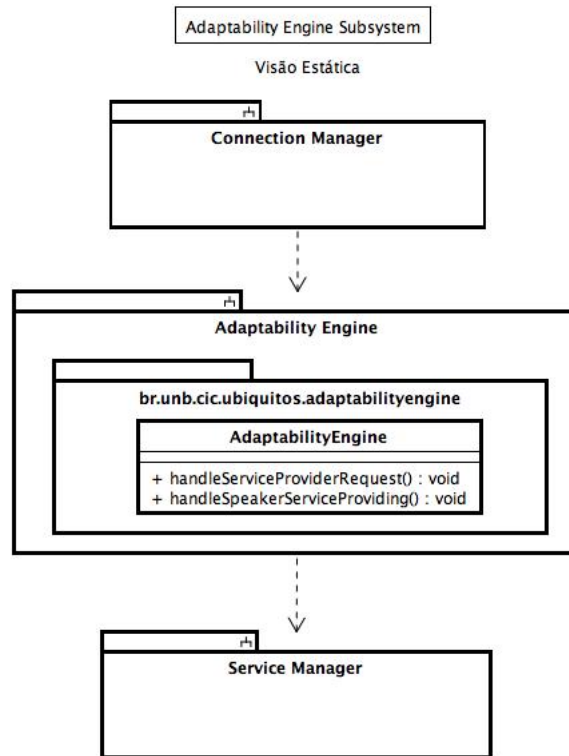 Adaptability Engine Subsystem
Visão Estática
Connection Manager
Adaptability Engine
br.unb.cic.ubiquitos.adaptabilityengine
AdaptabilityEngine
+ handleServiceProviderRequest() : void
+ handleSpeakerServiceProviding() : void
Service Manager